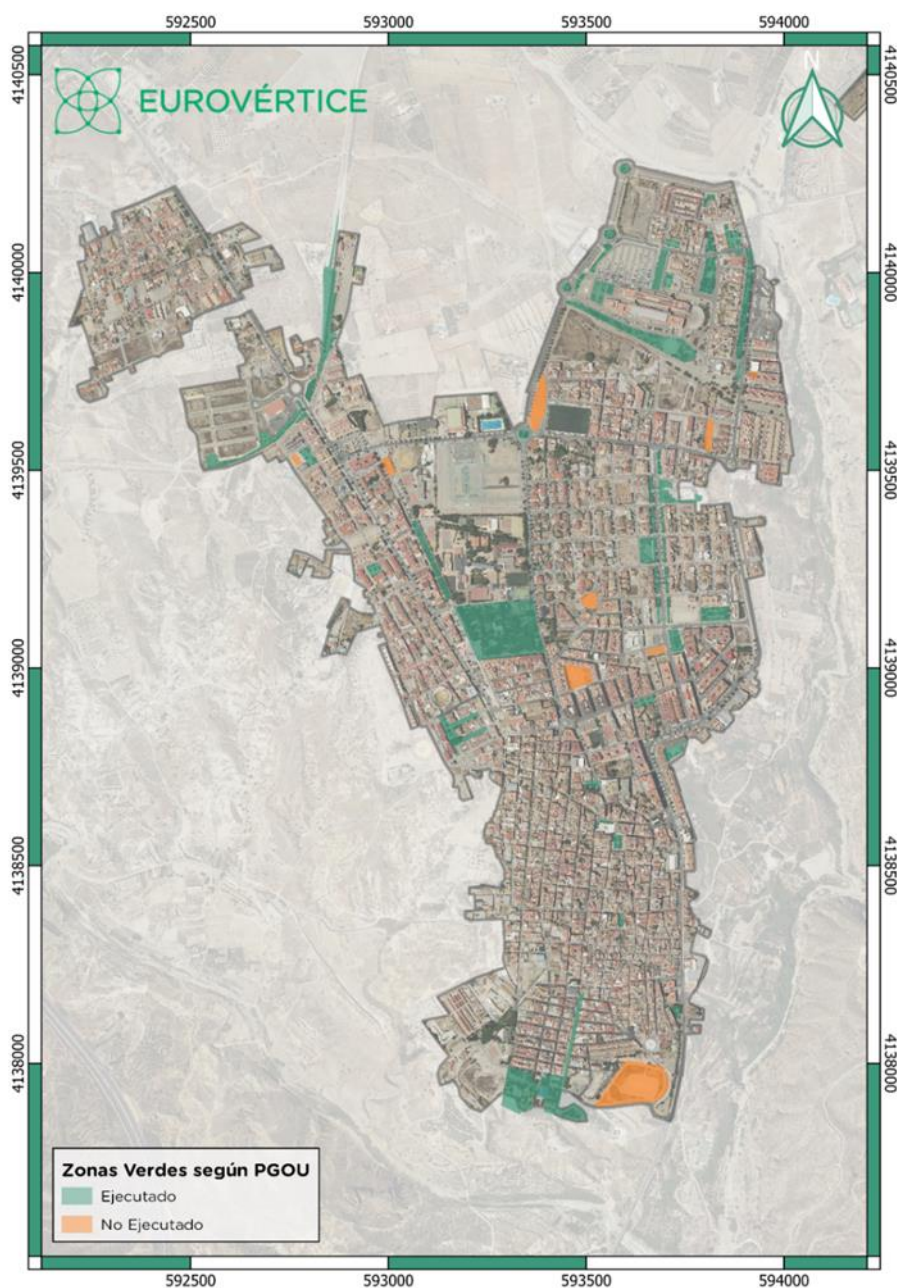 592500 593000 593500 594000
4140500 4140500
EUROVÉRTICE
N
4140000 4140000
4139500 4139500
4139000 4139000
4138500 4138500
4138000 4138000
Zonas Verdes según PGOU
Ejecutado
No Ejecutado
592500 593000 593500 594000